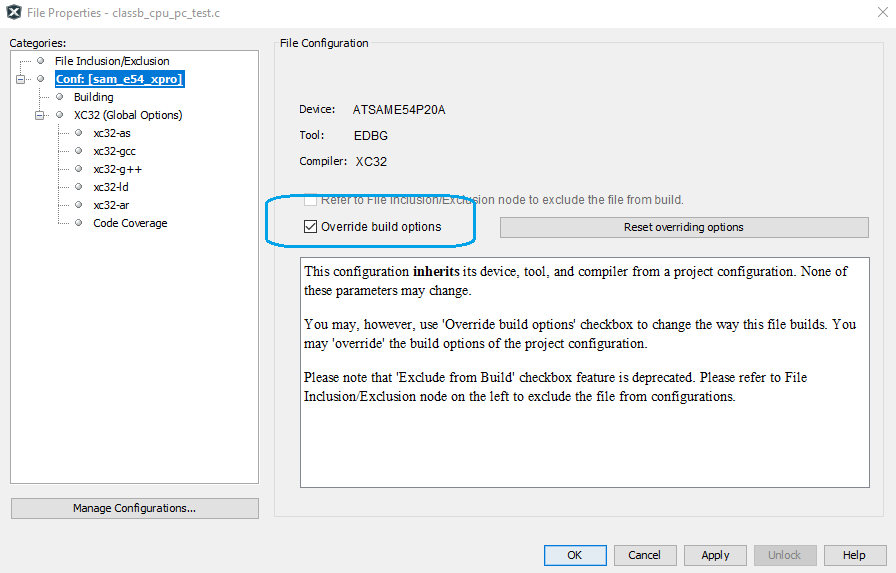 File Properties - classb_cpu_pc_test.c
Categories:
File Inclusion/Exclusion
Conf: [sam_e54_xpro]
Building
XC32 (Global Options)
xc32-as
xc32-gcc
xc32-g++
xc32-ld
xc32-ar
Code Coverage
Manage Configurations...
File Configuration
Device: ATSAME54P20A
Tool: EDBG
Compiler: XC32
Refer to File Inclusion/Exclusion node to exclude the file from build.
Override build options
Reset overriding options
This configuration inherits its device, tool, and compiler from a project configuration. None of
these parameters may change.
You may, however, use 'Override build options' checkbox to change the way this file builds. You
may 'override' the build options of the project configuration.
Please note that 'Exclude from Build' checkbox feature is deprecated. Please refer to File
Inclusion/Exclusion node on the left to exclude the file from configurations.
OK
Cancel
Apply
Unlock
Help